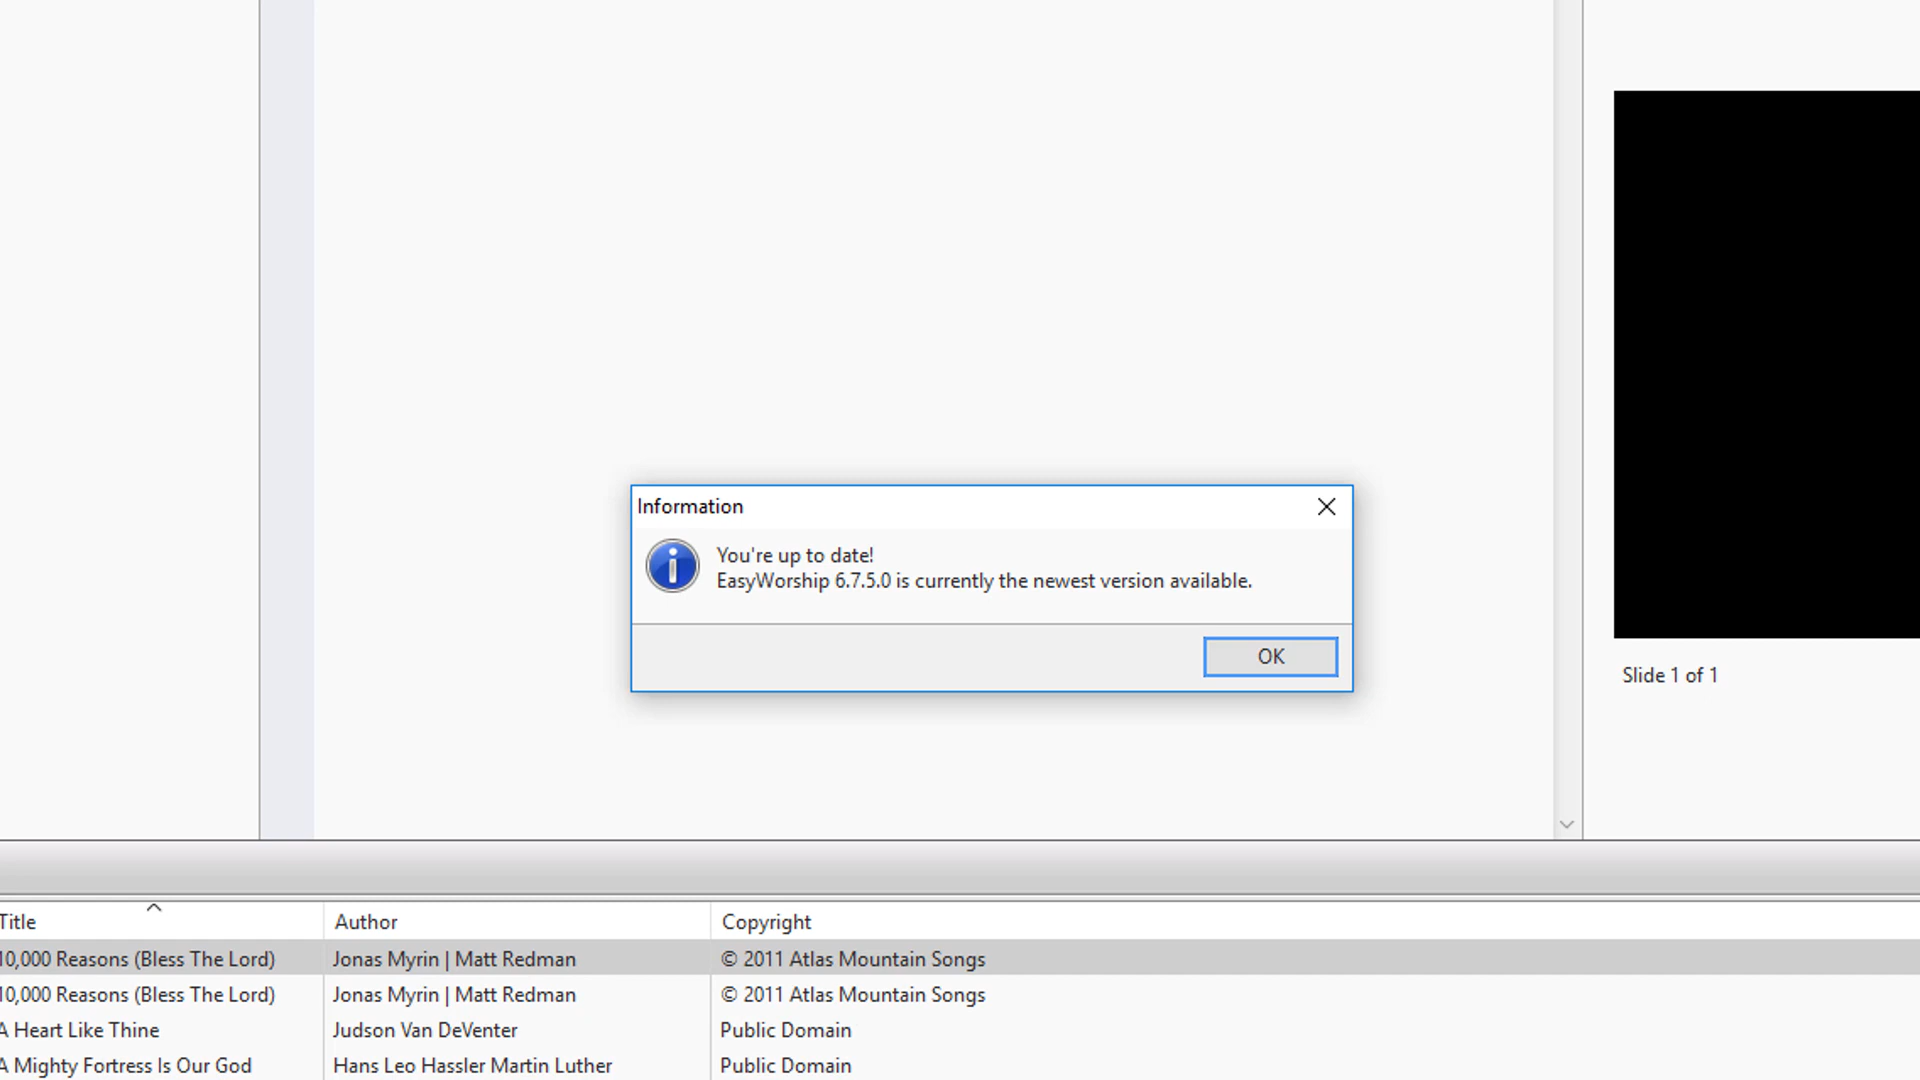 Information
You're up to date!
EasyWorship 6.7.5.0 is currently the newest version available.
OK
Slide 1 of 1
Title Author Copyright
10,000 Reasons (Bless The Lord) Jonas Myrin | Matt Redman © 2011 Atlas Mountain Songs
10,000 Reasons (Bless The Lord) Jonas Myrin | Matt Redman © 2011 Atlas Mountain Songs
A Heart Like Thine Judson Van DeVenter Public Domain
A Mighty Fortress Is Our God Hans Leo Hassler Martin Luther Public Domain